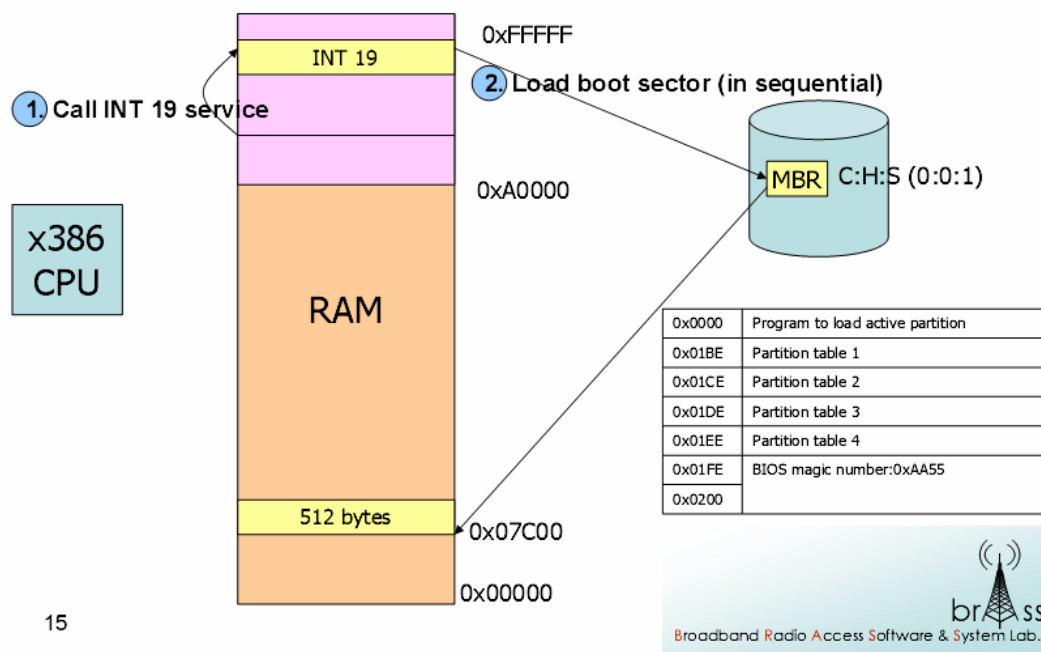 0xFFFFF
INT 19
2. Load boot sector (in sequential)
1. Call INT 19 service
MBR
C:H:S (0:0:1)
0xA0000
x386
CPU
RAM
0x0000 Program to load active partition
0x01BE Partition table 1
0x01CE Partition table 2
0x01DE Partition table 3
0x01EE Partition table 4
0x01FE BIOS magic number:0xAA55
0x0200
512 bytes
0x07C00
0x00000
15
brass
Broadband Radio Access Software & System Lab.